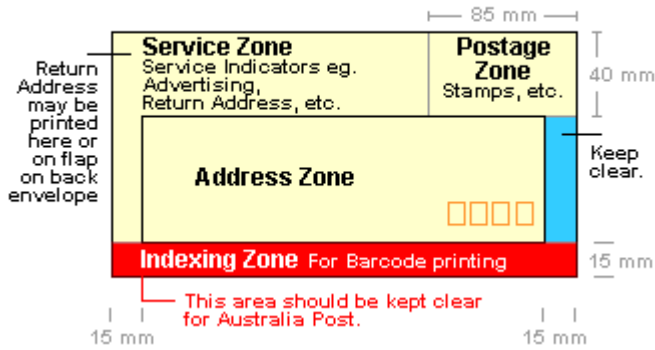 85 mm
Service Zone
Service Indicators eg.
Advertising,
Return Address, etc.
Postage
Zone
Stamps, etc.
40 mm
Return
Address
may be
printed
here or
on flap
on back
envelope
Address Zone
Keep
clear.
Indexing Zone For Barcode printing
15 mm
This area should be kept clear
for Australia Post.
15 mm
15 mm